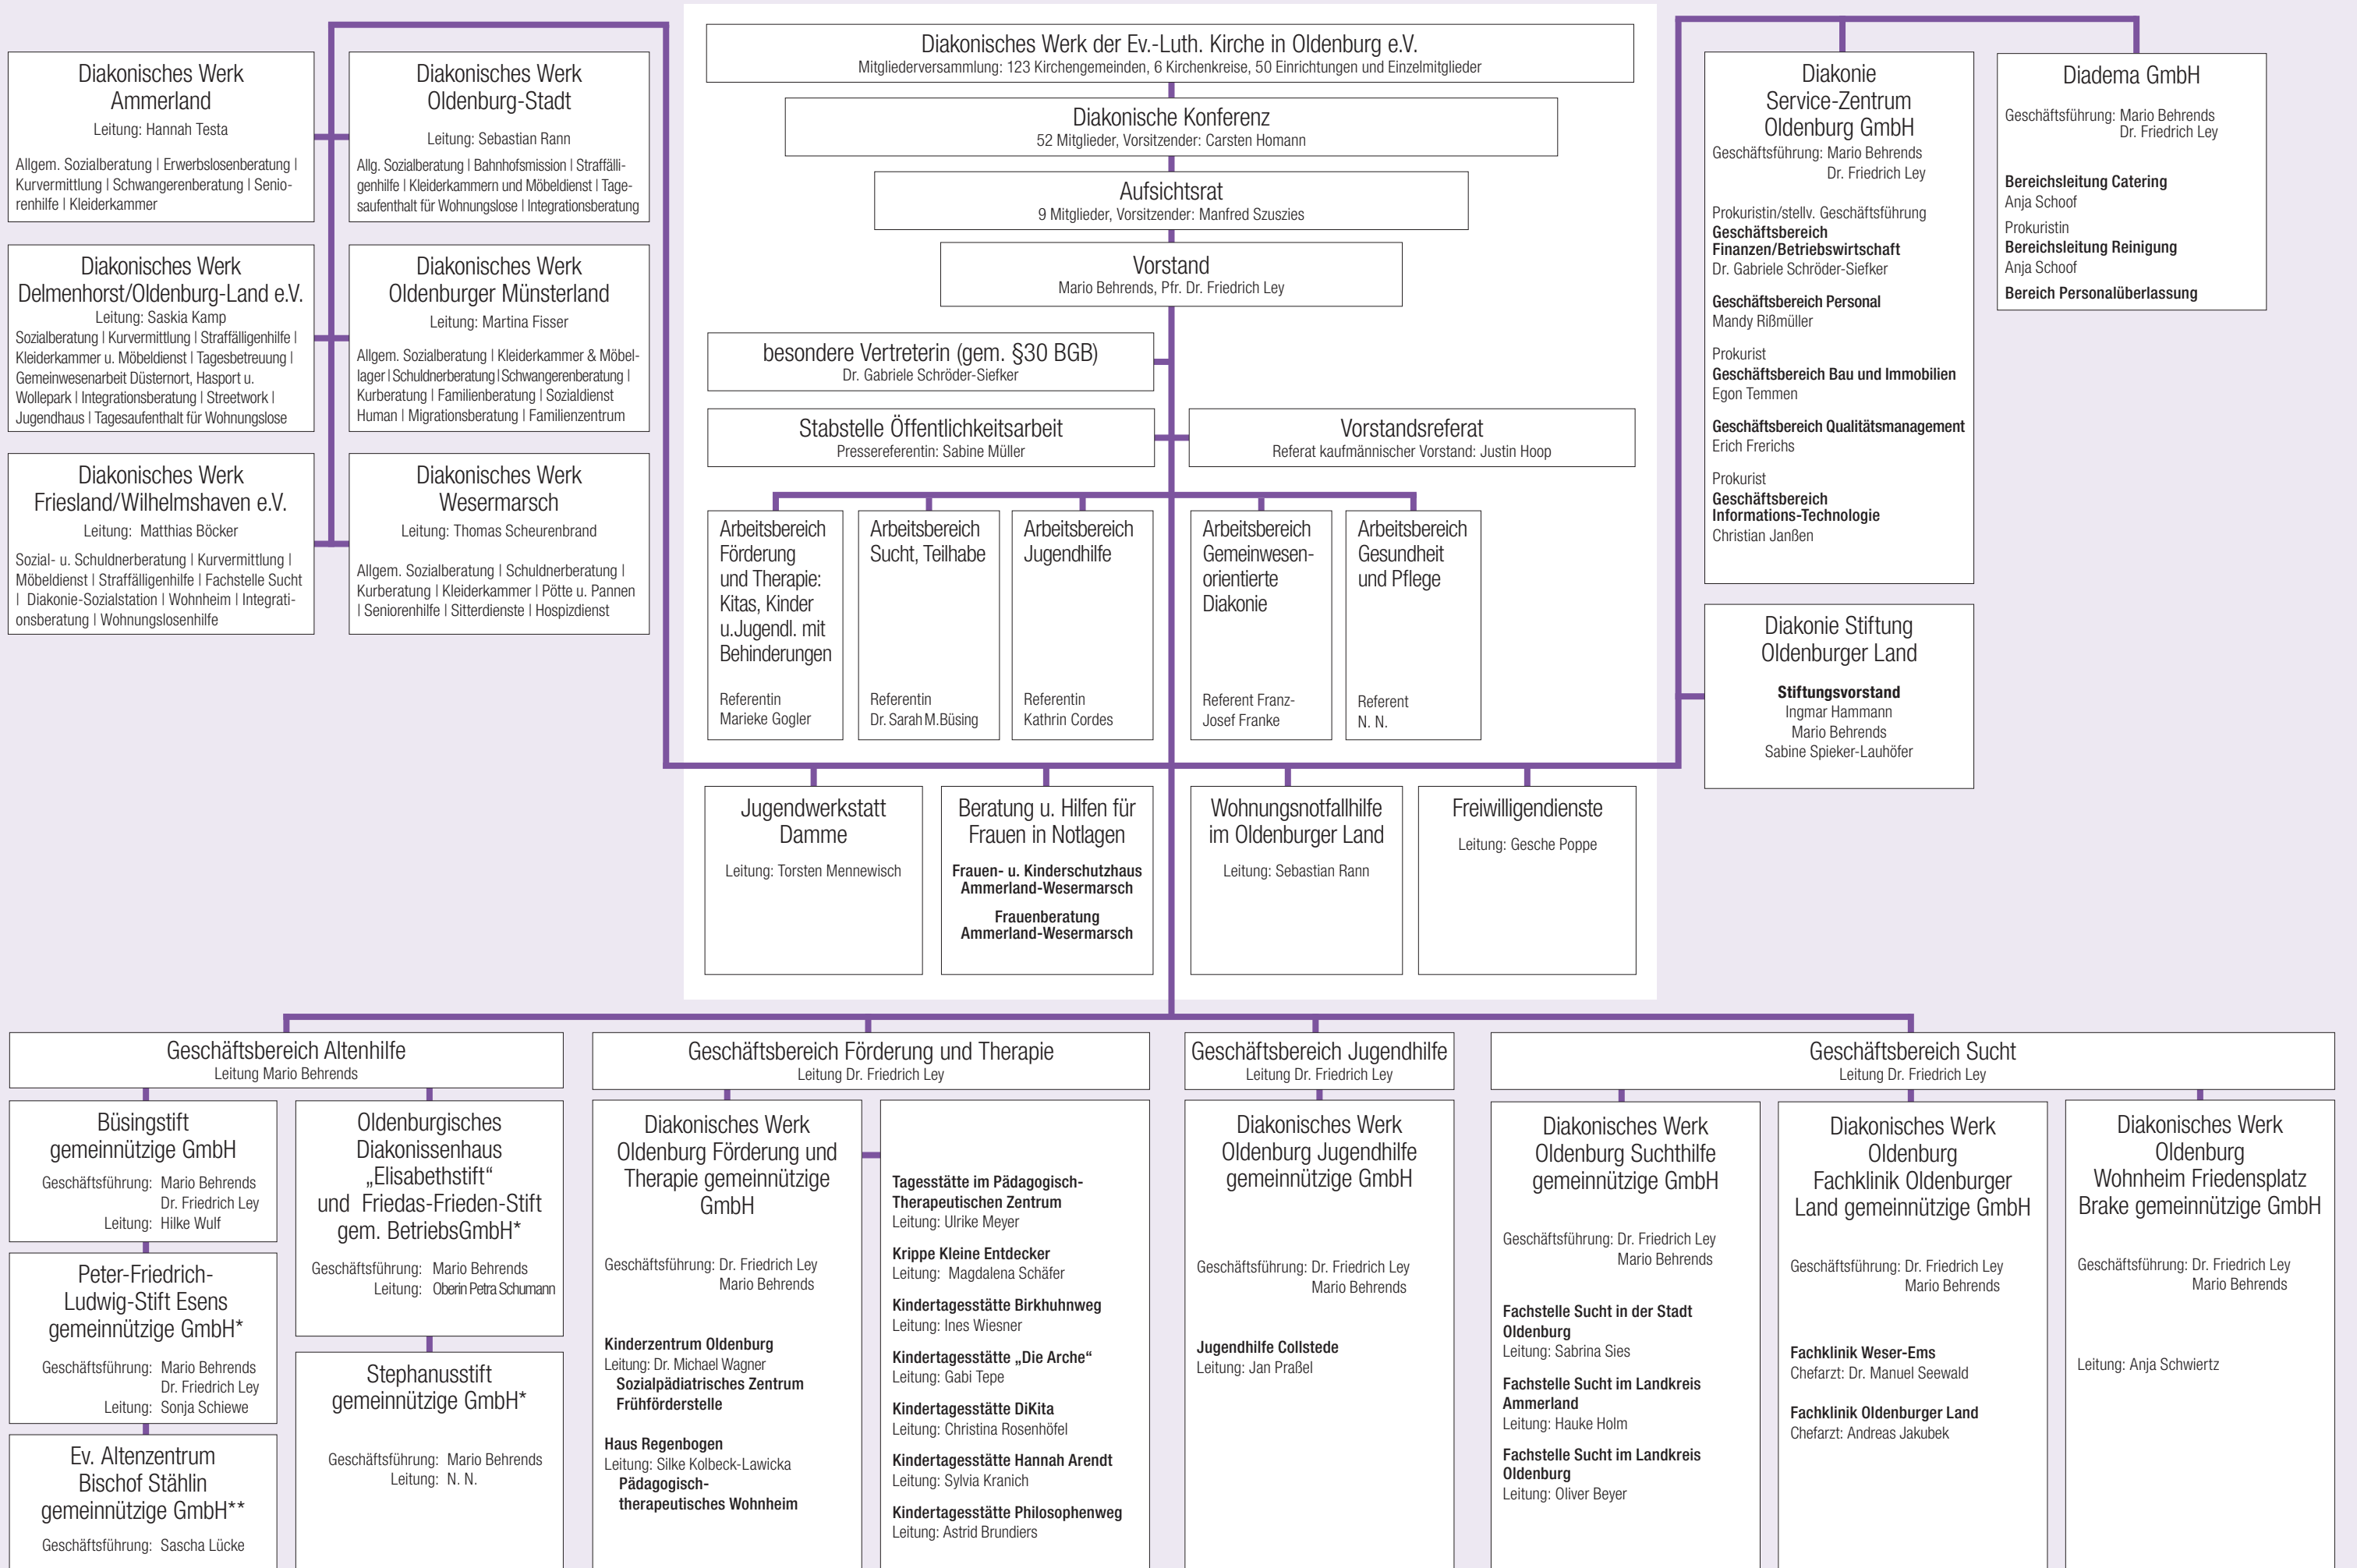 Diakonisches Werk der Ev.-Luth. Kirche in Oldenburg e.V.
Mitgliederversammlung: 123 Kirchengemeinden, 6 Kirchenkreise, 50 Einrichtungen und Einzelmitglieder
Diakonische Konferenz
52 Mitglieder, Vorsitzender: Carsten Homann
Aufsichtsrat
9 Mitglieder, Vorsitzender: Manfred Szuszies
Vorstand
Mario Behrends, Pfr. Dr. Friedrich Ley
besondere Vertreterin (gem. §30 BGB)
Dr. Gabriele Schröder-Siefker
Stabstelle Öffentlichkeitsarbeit
Pressereferentin: Sabine Müller
Vorstandsreferat
Referat kaufmännischer Vorstand: Justin Hoop
Arbeitsbereich
Förderung
und Therapie:
Kitas, Kinder
u.Jugendl. mit
Behinderungen
Referentin
Marieke Gogler
Arbeitsbereich
Sucht, Teilhabe
Referentin
Dr. Sarah M.Büsing
Arbeitsbereich
Jugendhilfe
Referentin
Kathrin Cordes
Arbeitsbereich
Gemeinwesen-
orientierte
Diakonie
Referent Franz-
Josef Franke
Arbeitsbereich
Gesundheit
und Pflege
Referent
N. N.
Jugendwerkstatt
Damme
Leitung: Torsten Mennewisch
Beratung u. Hilfen für
Frauen in Notlagen
Frauen- u. Kinderschutzhaus
Ammerland-Wesermarsch
Frauenberatung
Ammerland-Wesermarsch
Wohnungsnotfallhilfe
im Oldenburger Land
Leitung: Sebastian Rann
Freiwilligendienste
Leitung: Gesche Poppe
Diakonisches Werk
Ammerland
Leitung: Hannah Testa
Allgem. Sozialberatung | Erwerbslosenberatung |
Kurvermittlung | Schwangerenberatung | Senio-
renhilfe | Kleiderkammer
Diakonisches Werk
Oldenburg-Stadt
Leitung: Sebastian Rann
Allg. Sozialberatung | Bahnhofsmission | Straffälli-
genhilfe | Kleiderkammern und Möbeldienst | Tage-
saufenthalt für Wohnungslose | Integrationsberatung
Diakonisches Werk
Delmenhorst/Oldenburg-Land e.V.
Leitung: Saskia Kamp
Sozialberatung | Kurvermittlung | Straffälligenhilfe |
Kleiderkammer u. Möbeldienst | Tagesbetreuung |
Gemeinwesenarbeit Düsternort, Hasport u.
Wollepark | Integrationsberatung | Streetwork |
Jugendhaus | Tagesaufenthalt für Wohnungslose
Diakonisches Werk
Oldenburger Münsterland
Leitung: Martina Fisser
Allgem. Sozialberatung | Kleiderkammer & Möbel-
lager | Schuldnerberatung | Schwangerenberatung |
Kurberatung | Familienberatung | Sozialdienst
Human | Migrationsberatung | Familienzentrum
Diakonisches Werk
Friesland/Wilhelmshaven e.V.
Leitung: Matthias Böcker
Sozial- u. Schuldnerberatung | Kurvermittlung |
Möbeldienst | Straffälligenhilfe | Fachstelle Sucht
| Diakonie-Sozialstation | Wohnheim | Integrati-
onsberatung | Wohnungslosenhilfe
Diakonisches Werk
Wesermarsch
Leitung: Thomas Scheurenbrand
Allgem. Sozialberatung | Schuldnerberatung |
Kurberatung | Kleiderkammer | Pötte u. Pannen
| Seniorenhilfe | Sitterdienste | Hospizdienst
Diakonie
Service-Zentrum
Oldenburg GmbH
Geschäftsführung: Mario Behrends
Dr. Friedrich Ley
Prokuristin/stellv. Geschäftsführung
Geschäftsbereich
Finanzen/Betriebswirtschaft
Dr. Gabriele Schröder-Siefker
Geschäftsbereich Personal
Mandy Rißmüller
Prokurist
Geschäftsbereich Bau und Immobilien
Egon Temmen
Geschäftsbereich Qualitätsmanagement
Erich Frerichs
Prokurist
Geschäftsbereich
Informations-Technologie
Christian Janßen
Diadema GmbH
Geschäftsführung: Mario Behrends
Dr. Friedrich Ley
Bereichsleitung Catering
Anja Schoof
Prokuristin
Bereichsleitung Reinigung
Anja Schoof
Bereich Personalüberlassung
Diakonie Stiftung
Oldenburger Land
Stiftungsvorstand
Ingmar Hammann
Mario Behrends
Sabine Spieker-Lauhöfer
Geschäftsbereich Altenhilfe
Leitung Mario Behrends
Büsingstift
gemeinnützige GmbH
Geschäftsführung: Mario Behrends
Dr. Friedrich Ley
Leitung: Hilke Wulf
Peter-Friedrich-
Ludwig-Stift Esens
gemeinnützige GmbH*
Geschäftsführung: Mario Behrends
Dr. Friedrich Ley
Leitung: Sonja Schiewe
Ev. Altenzentrum
Bischof Stählin
gemeinnützige GmbH**
Geschäftsführung: Sascha Lücke
Oldenburgisches
Diakonissenhaus
„Elisabethstift“
und Friedas-Frieden-Stift
gem. BetriebsGmbH*
Geschäftsführung: Mario Behrends
Leitung: Oberin Petra Schumann
Stephanusstift
gemeinnützige GmbH*
Geschäftsführung: Mario Behrends
Leitung: N. N.
Geschäftsbereich Förderung und Therapie
Leitung Dr. Friedrich Ley
Diakonisches Werk
Oldenburg Förderung und
Therapie gemeinnützige
GmbH
Geschäftsführung: Dr. Friedrich Ley
Mario Behrends
Kinderzentrum Oldenburg
Leitung: Dr. Michael Wagner
Sozialpädiatrisches Zentrum
Frühförderstelle
Haus Regenbogen
Leitung: Silke Kolbeck-Lawicka
Pädagogisch-
therapeutisches Wohnheim
Tagesstätte im Pädagogisch-
Therapeutischen Zentrum
Leitung: Ulrike Meyer
Krippe Kleine Entdecker
Leitung: Magdalena Schäfer
Kindertagesstätte Birkhuhnweg
Leitung: Ines Wiesner
Kindertagesstätte „Die Arche“
Leitung: Gabi Tepe
Kindertagesstätte DiKita
Leitung: Christina Rosenhöfel
Kindertagesstätte Hannah Arendt
Leitung: Sylvia Kranich
Kindertagesstätte Philosophenweg
Leitung: Astrid Brundiers
Geschäftsbereich Jugendhilfe
Leitung Dr. Friedrich Ley
Diakonisches Werk
Oldenburg Jugendhilfe
gemeinnützige GmbH
Geschäftsführung: Dr. Friedrich Ley
Mario Behrends
Jugendhilfe Collstede
Leitung: Jan Praßel
Geschäftsbereich Sucht
Leitung Dr. Friedrich Ley
Diakonisches Werk
Oldenburg Suchthilfe
gemeinnützige GmbH
Geschäftsführung: Dr. Friedrich Ley
Mario Behrends
Fachstelle Sucht in der Stadt
Oldenburg
Leitung: Sabrina Sies
Fachstelle Sucht im Landkreis
Ammerland
Leitung: Hauke Holm
Fachstelle Sucht im Landkreis
Oldenburg
Leitung: Oliver Beyer
Diakonisches Werk
Oldenburg
Fachklinik Oldenburger
Land gemeinnützige GmbH
Geschäftsführung: Dr. Friedrich Ley
Mario Behrends
Fachklinik Weser-Ems
Chefarzt: Dr. Manuel Seewald
Fachklinik Oldenburger Land
Chefarzt: Andreas Jakubek
Diakonisches Werk
Oldenburg
Wohnheim Friedensplatz
Brake gemeinnützige GmbH
Geschäftsführung: Dr. Friedrich Ley
Mario Behrends
Leitung: Anja Schwiertz